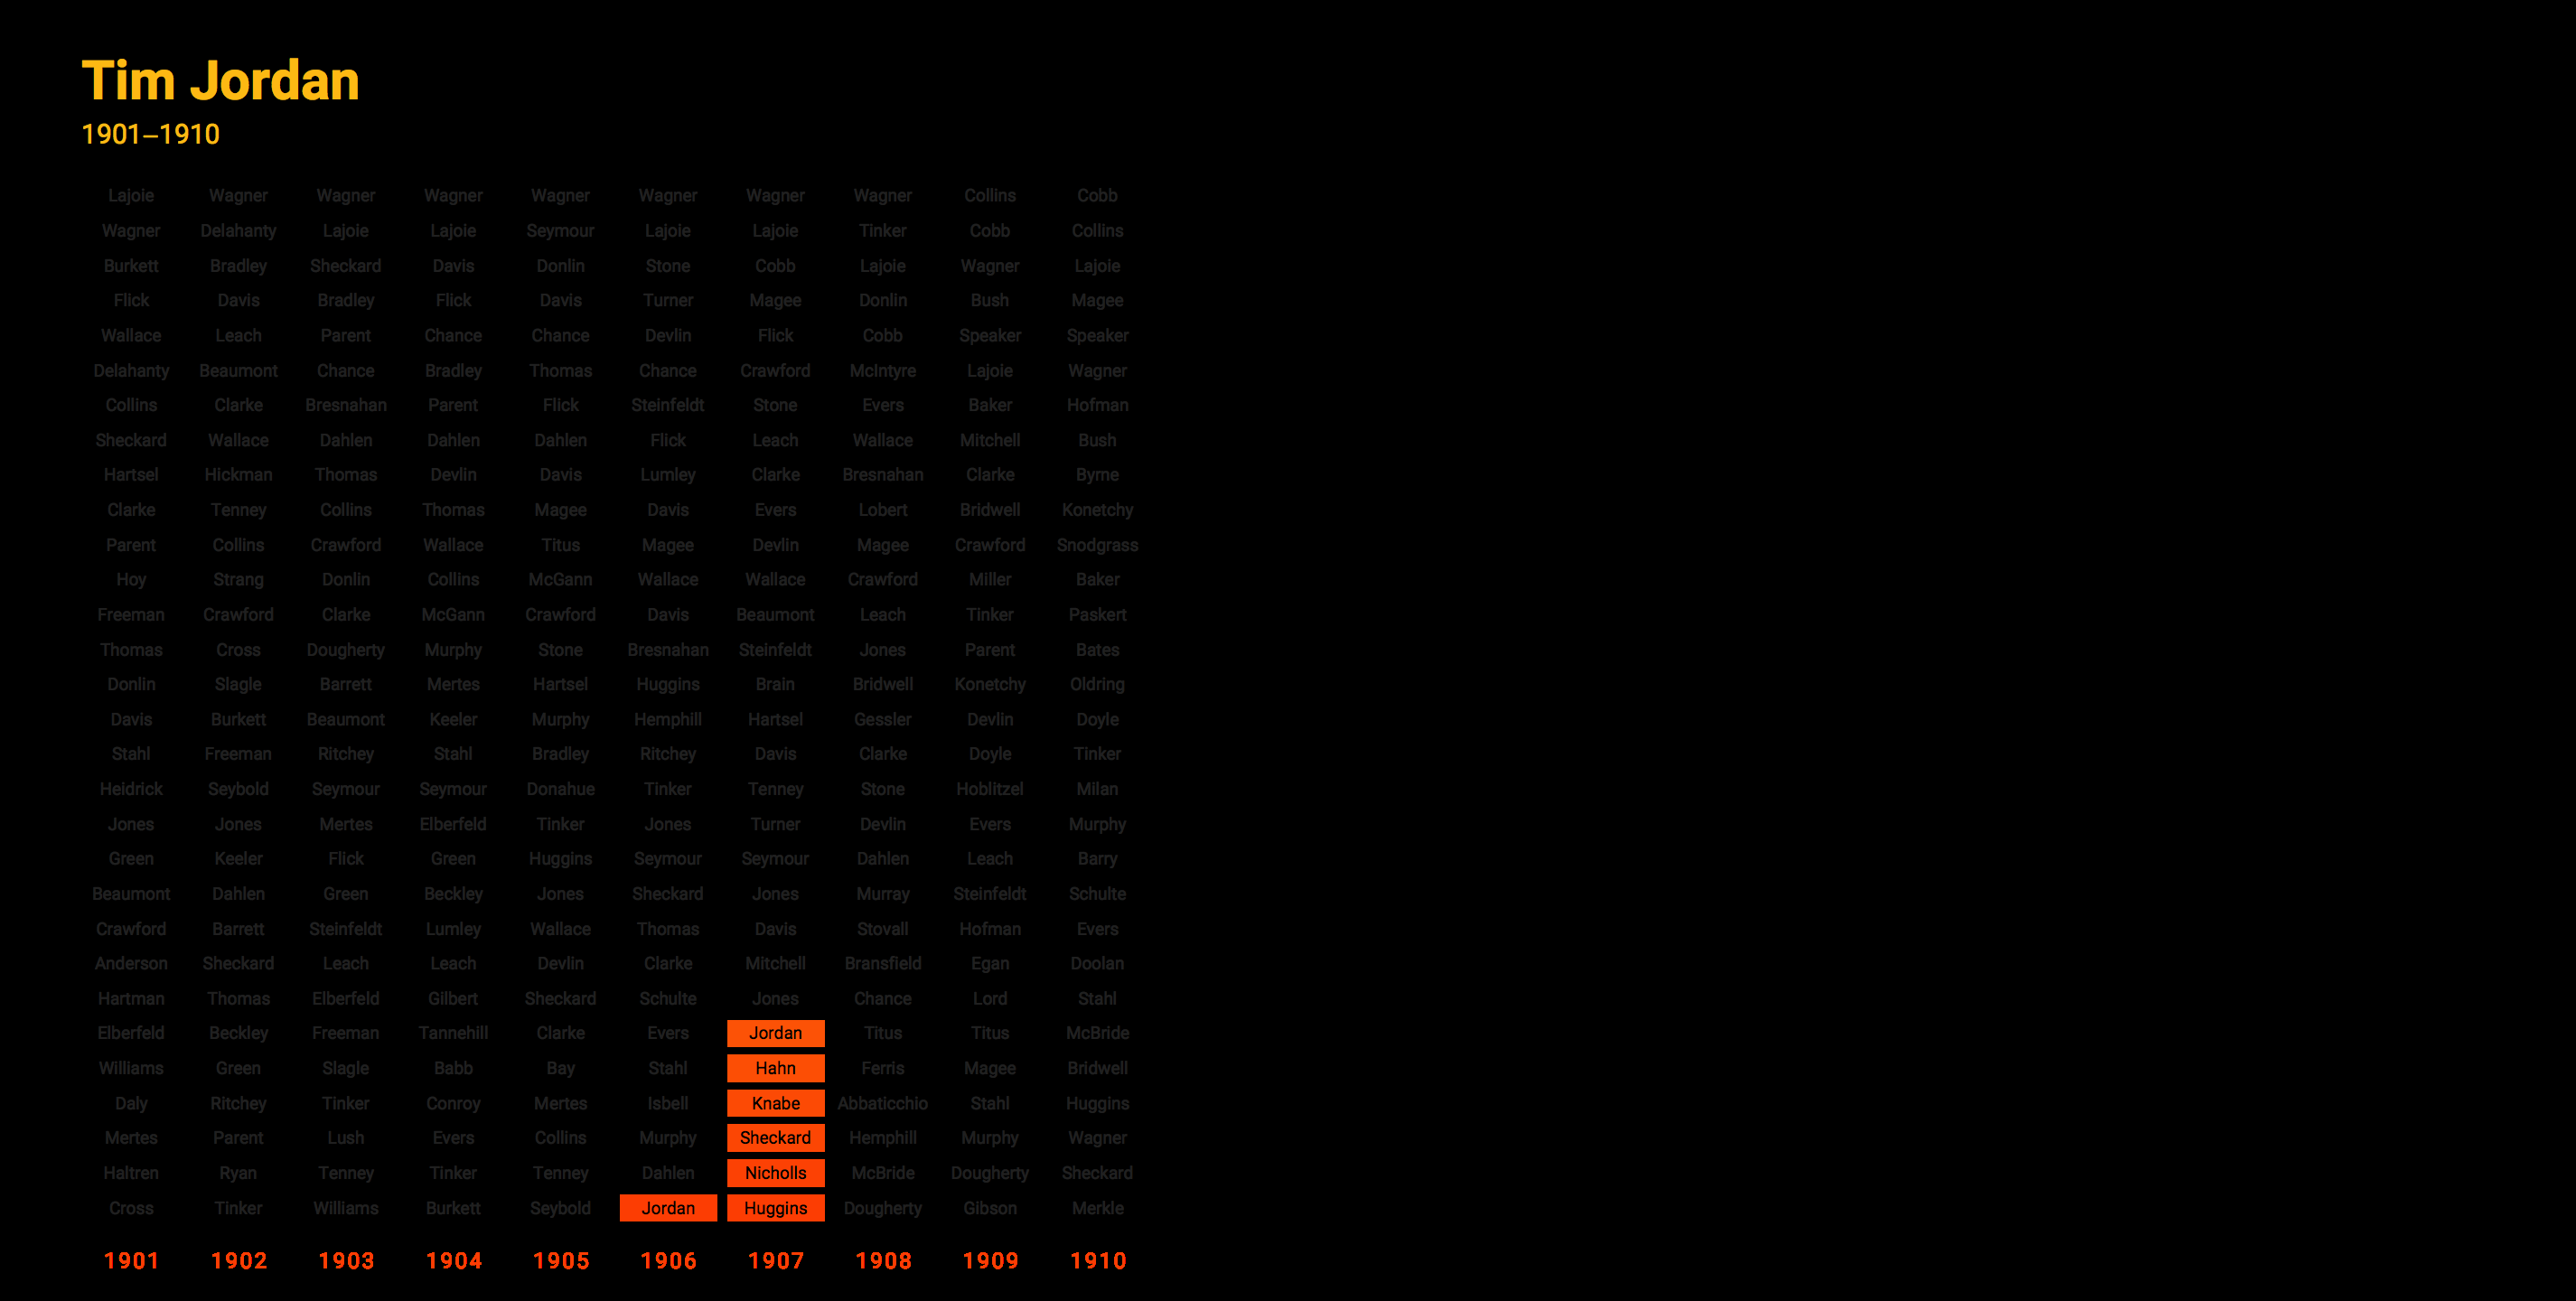 Tim Jordan
1901–1910
Lajoie Wagner Wagner Wagner Wagner Wagner Wagner Wagner Collins Cobb
Wagner Delahanty Lajoie Lajoie Seymour Lajoie Lajoie Tinker Cobb Collins
Burkett Bradley Sheckard Davis Donlin Stone Cobb Lajoie Wagner Lajoie
Flick Davis Bradley Flick Davis Turner Magee Donlin Bush Magee
Wallace Leach Parent Chance Chance Devlin Flick Cobb Speaker Speaker
Delahanty Beaumont Chance Bradley Thomas Chance Crawford McIntyre Lajoie Wagner
Collins Clarke Bresnahan Parent Flick Steinfeldt Stone Evers Baker Hofman
Sheckard Wallace Dahlen Dahlen Dahlen Flick Leach Wallace Mitchell Bush
Hartsel Hickman Thomas Devlin Davis Lumley Clarke Bresnahan Clarke Byrne
Clarke Tenney Collins Thomas Magee Davis Evers Lobert Bridwell Konetchy
Parent Collins Crawford Wallace Titus Magee Devlin Magee Crawford Snodgrass
Hoy Strang Donlin Collins McGann Wallace Wallace Crawford Miller Baker
Freeman Crawford Clarke McGann Crawford Davis Beaumont Leach Tinker Paskert
Thomas Cross Dougherty Murphy Stone Bresnahan Steinfeldt Jones Parent Bates
Donlin Slagle Barrett Mertes Hartsel Huggins Brain Bridwell Konetchy Oldring
Davis Burkett Beaumont Keeler Murphy Hemphill Hartsel Gessler Devlin Doyle
Stahl Freeman Ritchey Stahl Bradley Ritchey Davis Clarke Doyle Tinker
Heidrick Seybold Seymour Seymour Donahue Tinker Tenney Stone Hoblitzel Milan
Jones Jones Mertes Elberfeld Tinker Jones Turner Devlin Evers Murphy
Green Keeler Flick Green Huggins Seymour Seymour Dahlen Leach Barry
Beaumont Dahlen Green Beckley Jones Sheckard Jones Murray Steinfeldt Schulte
Crawford Barrett Steinfeldt Lumley Wallace Thomas Davis Stovall Hofman Evers
Anderson Sheckard Leach Leach Devlin Clarke Mitchell Bransfield Egan Doolan
Hartman Thomas Elberfeld Gilbert Sheckard Schulte Jones Chance Lord Stahl
Elberfeld Beckley Freeman Tannehill Clarke Evers Jordan Titus Titus McBride
Williams Green Slagle Babb Bay Stahl Hahn Ferris Magee Bridwell
Daly Ritchey Tinker Conroy Mertes Isbell Knabe Abbaticchio Stahl Huggins
Mertes Parent Lush Evers Collins Murphy Sheckard Hemphill Murphy Wagner
Haltren Ryan Tenney Tinker Tenney Dahlen Nicholls McBride Dougherty Sheckard
Cross Tinker Williams Burkett Seybold Jordan Huggins Dougherty Gibson Merkle
1901 1902 1903 1904 1905 1906 1907 1908 1909 1910